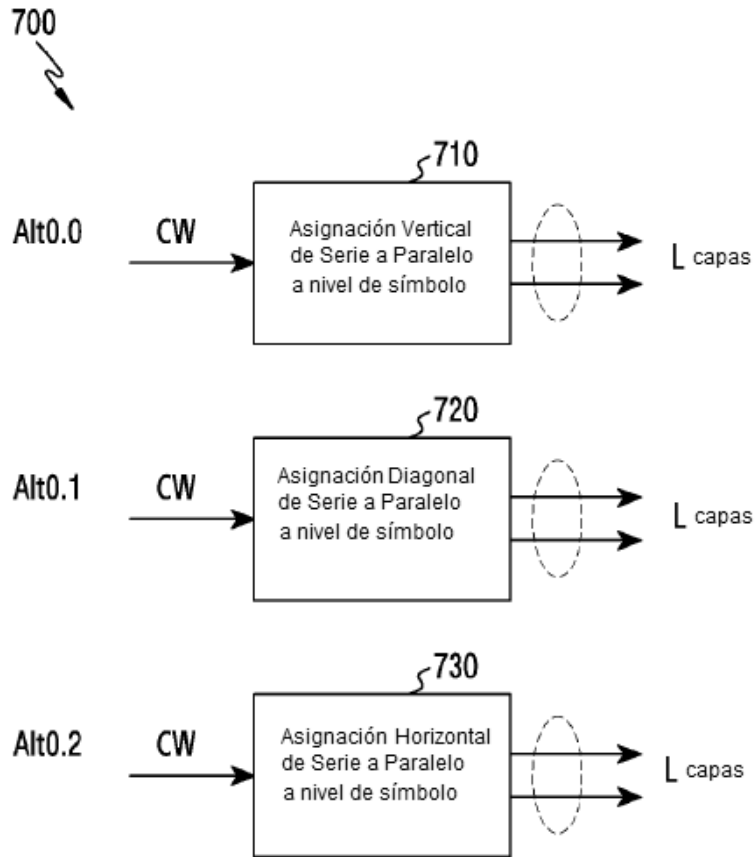 700
710
Alt0.0
CW
Asignación Vertical
de Serie a Paralelo
a nivel de símbolo
L capas
720
Alt0.1
CW
Asignación Diagonal
de Serie a Paralelo
a nivel de símbolo
L capas
730
Alt0.2
CW
Asignación Horizontal
de Serie a Paralelo
a nivel de símbolo
L capas